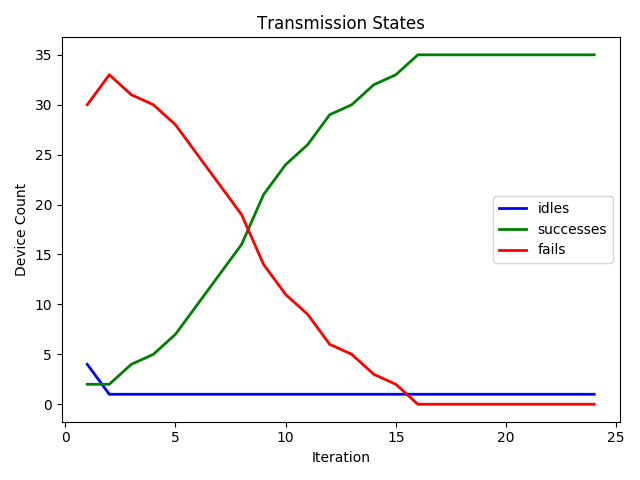 Transmission States
Device Count
35
30
25
20
15
10
5
0
idles
successes
fails
0 5 10 15 20 25
Iteration